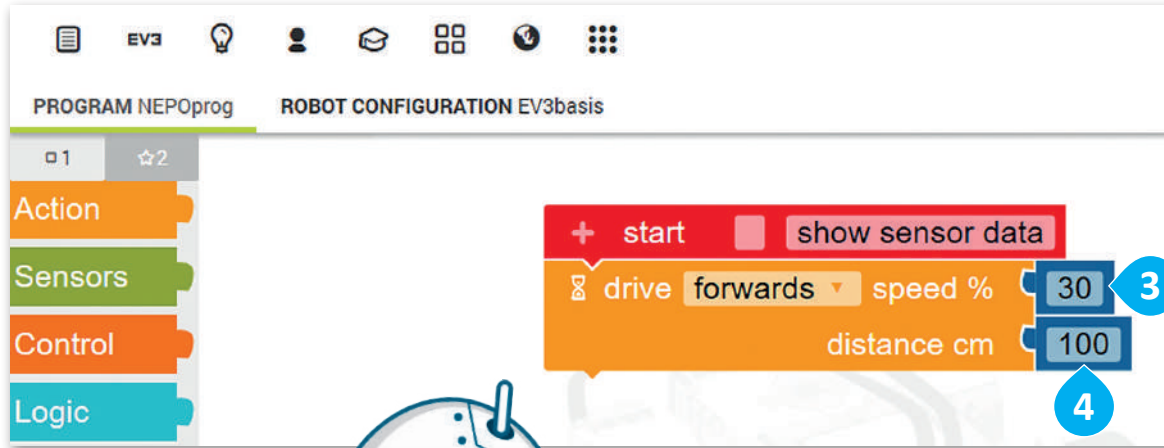 EV3
PROGRAM NEPOprog ROBOT CONFIGURATION EV3basis
1 2
Action
Sensors
Control
Logic
+ start show sensor data
drive forwards speed % 30 3
distance cm 100
4